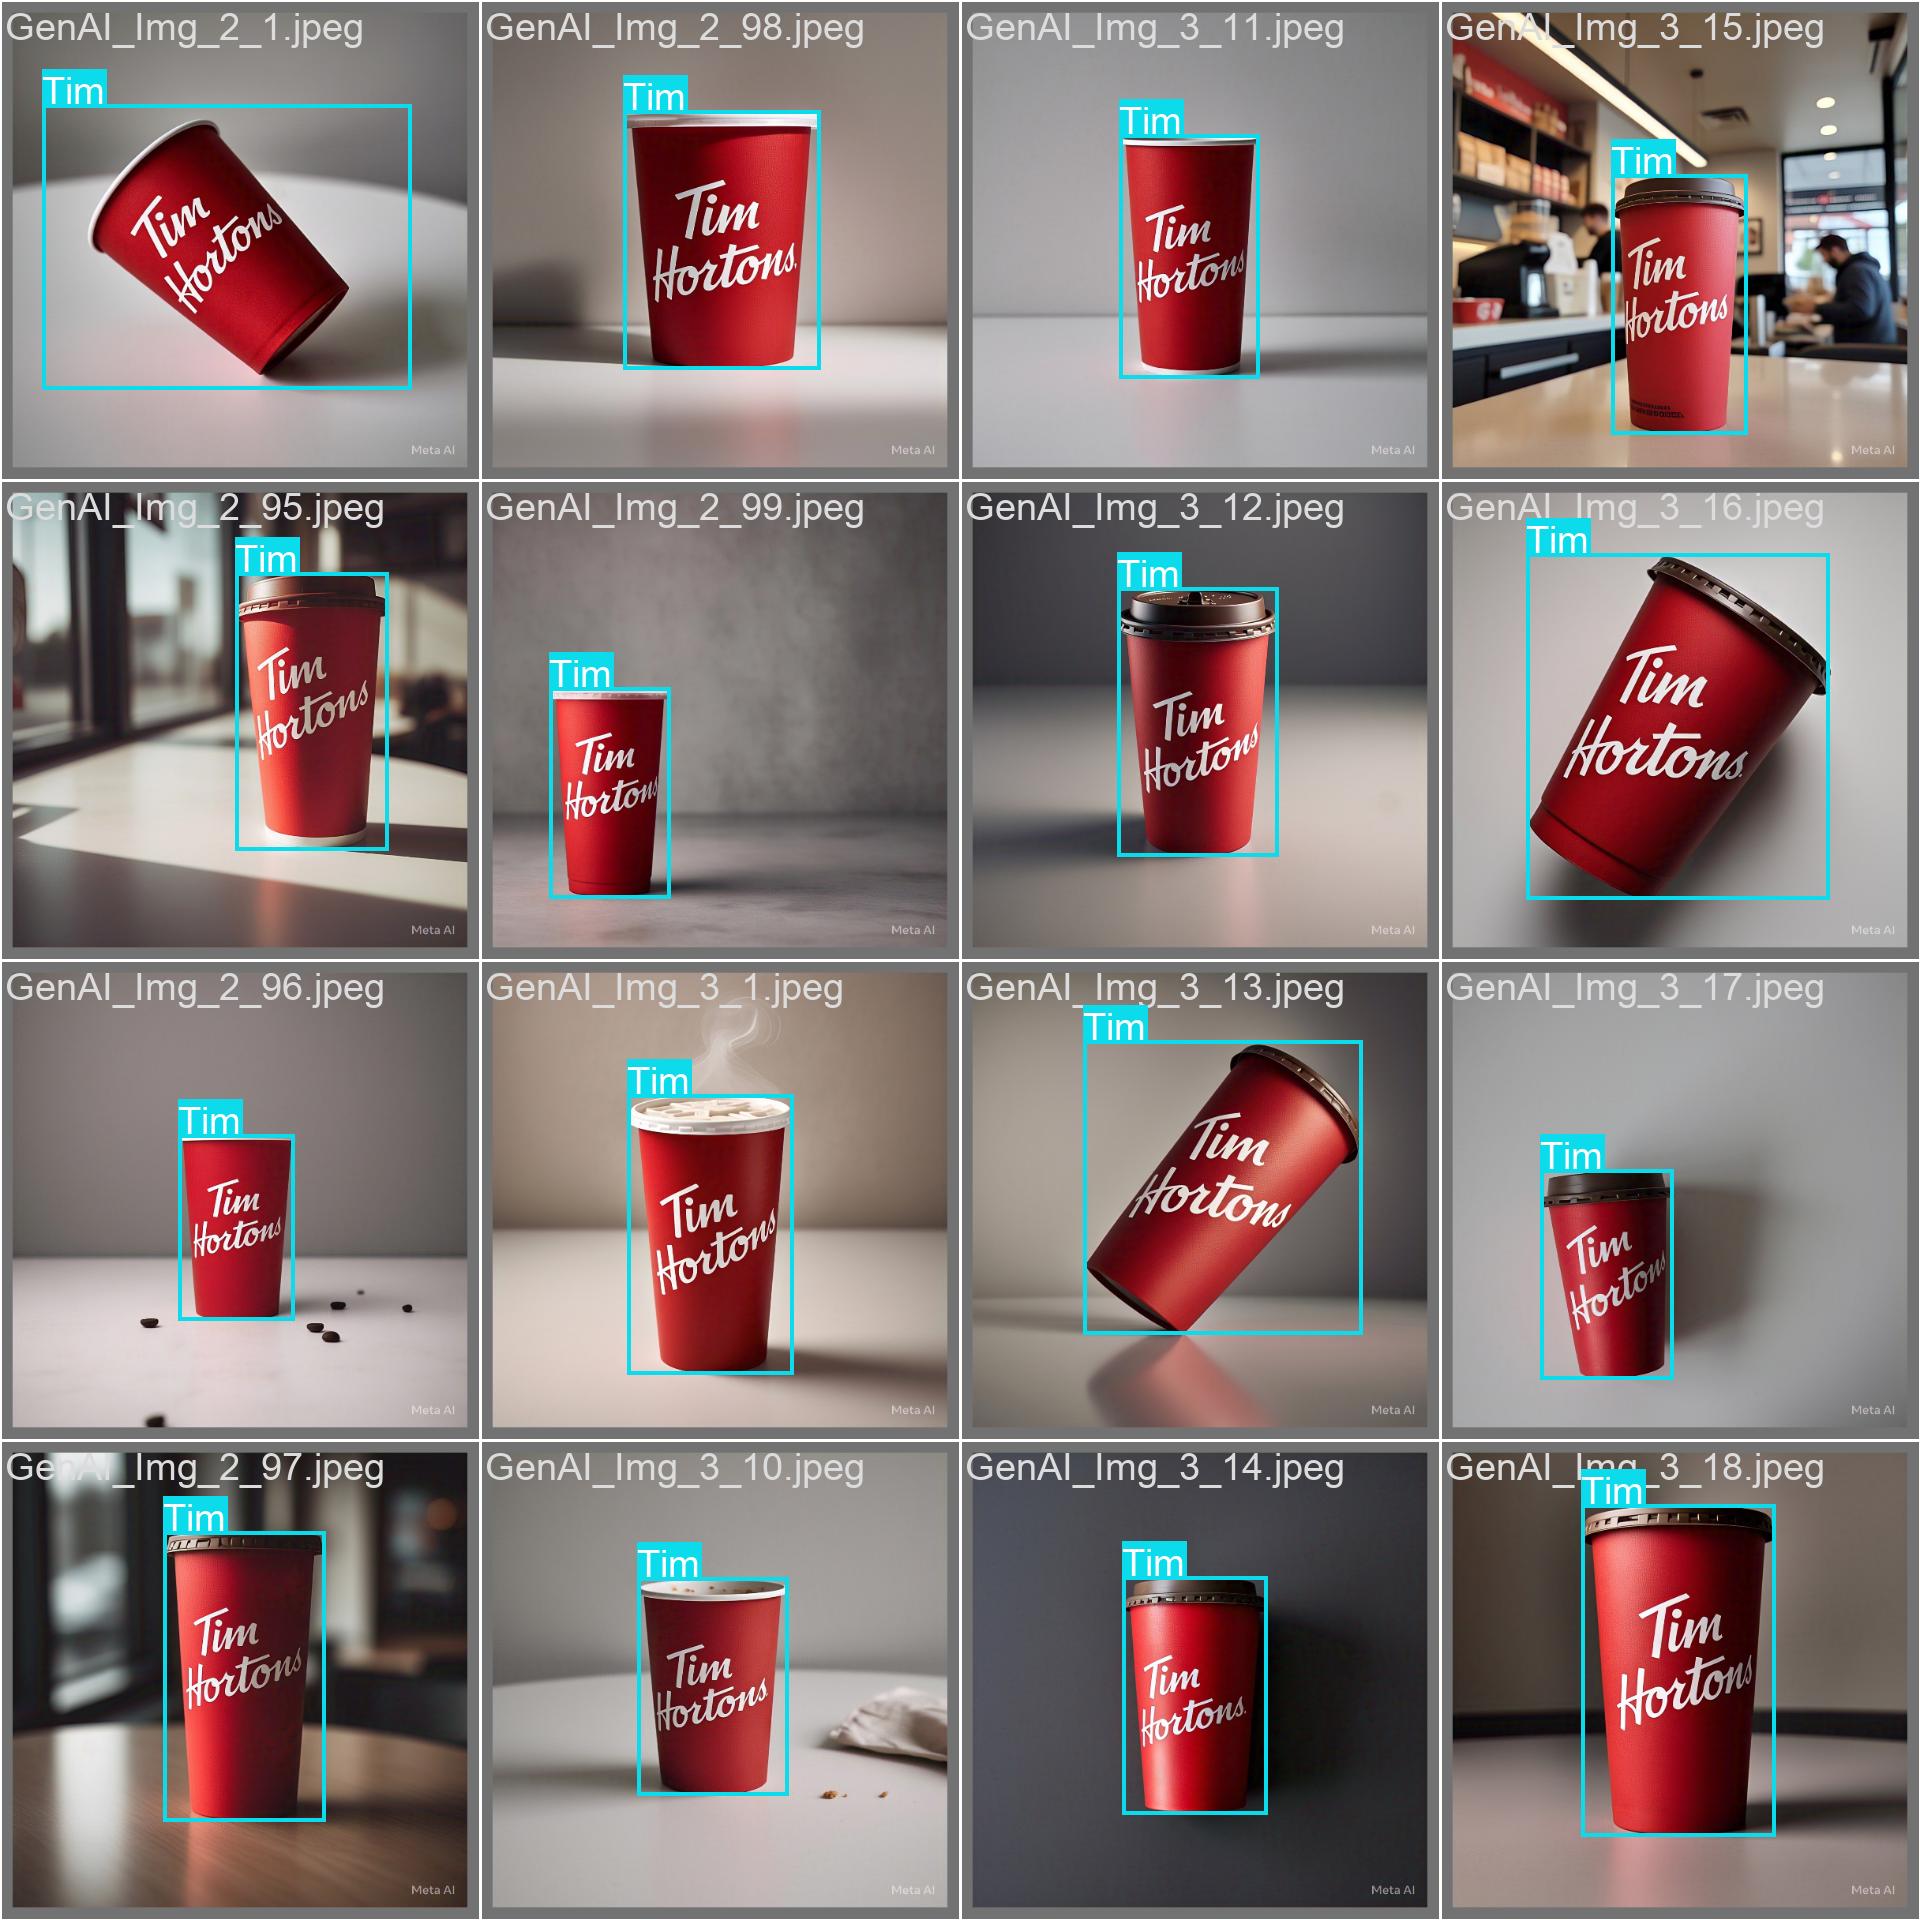 GenAI_Img_2_1.jpeg
Tim
Tim
Hortons
Meta AI
GenAI_Img_2_98.jpeg
Tim
Tim
Hortons.
Meta AI
GenAI_Img_3_11.jpeg
Tim
Tim
Hortons
Meta AI
GenAI_Img_3_15.jpeg
Tim
Tim
Hortons
Meta AI
GenAI_Img_2_95.jpeg
Tim
Tim
Hortons
Meta AI
GenAI_Img_2_99.jpeg
Tim
Tim
Hortons
Meta AI
GenAI_Img_3_12.jpeg
Tim
Tim
Hortons
Meta AI
GenAI_Img_3_16.jpeg
Tim
Tim
Hortons.
Meta AI
GenAI_Img_2_96.jpeg
Tim
Tim
Hortons
Meta AI
GenAI_Img_3_1.jpeg
Tim
Tim
Hortons
Meta AI
GenAI_Img_3_13.jpeg
Tim
Tim
Hortons
Meta AI
GenAI_Img_3_17.jpeg
Tim
Tim
Hortons
Meta AI
GenAI_Img_2_97.jpeg
Tim
Tim
Hortons
Meta AI
GenAI_Img_3_10.jpeg
Tim
Tim
Hortons
Meta AI
GenAI_Img_3_14.jpeg
Tim
Tim
Hortons.
Meta AI
GenAI_Img_3_18.jpeg
Tim
Tim
Hortons
Meta AI